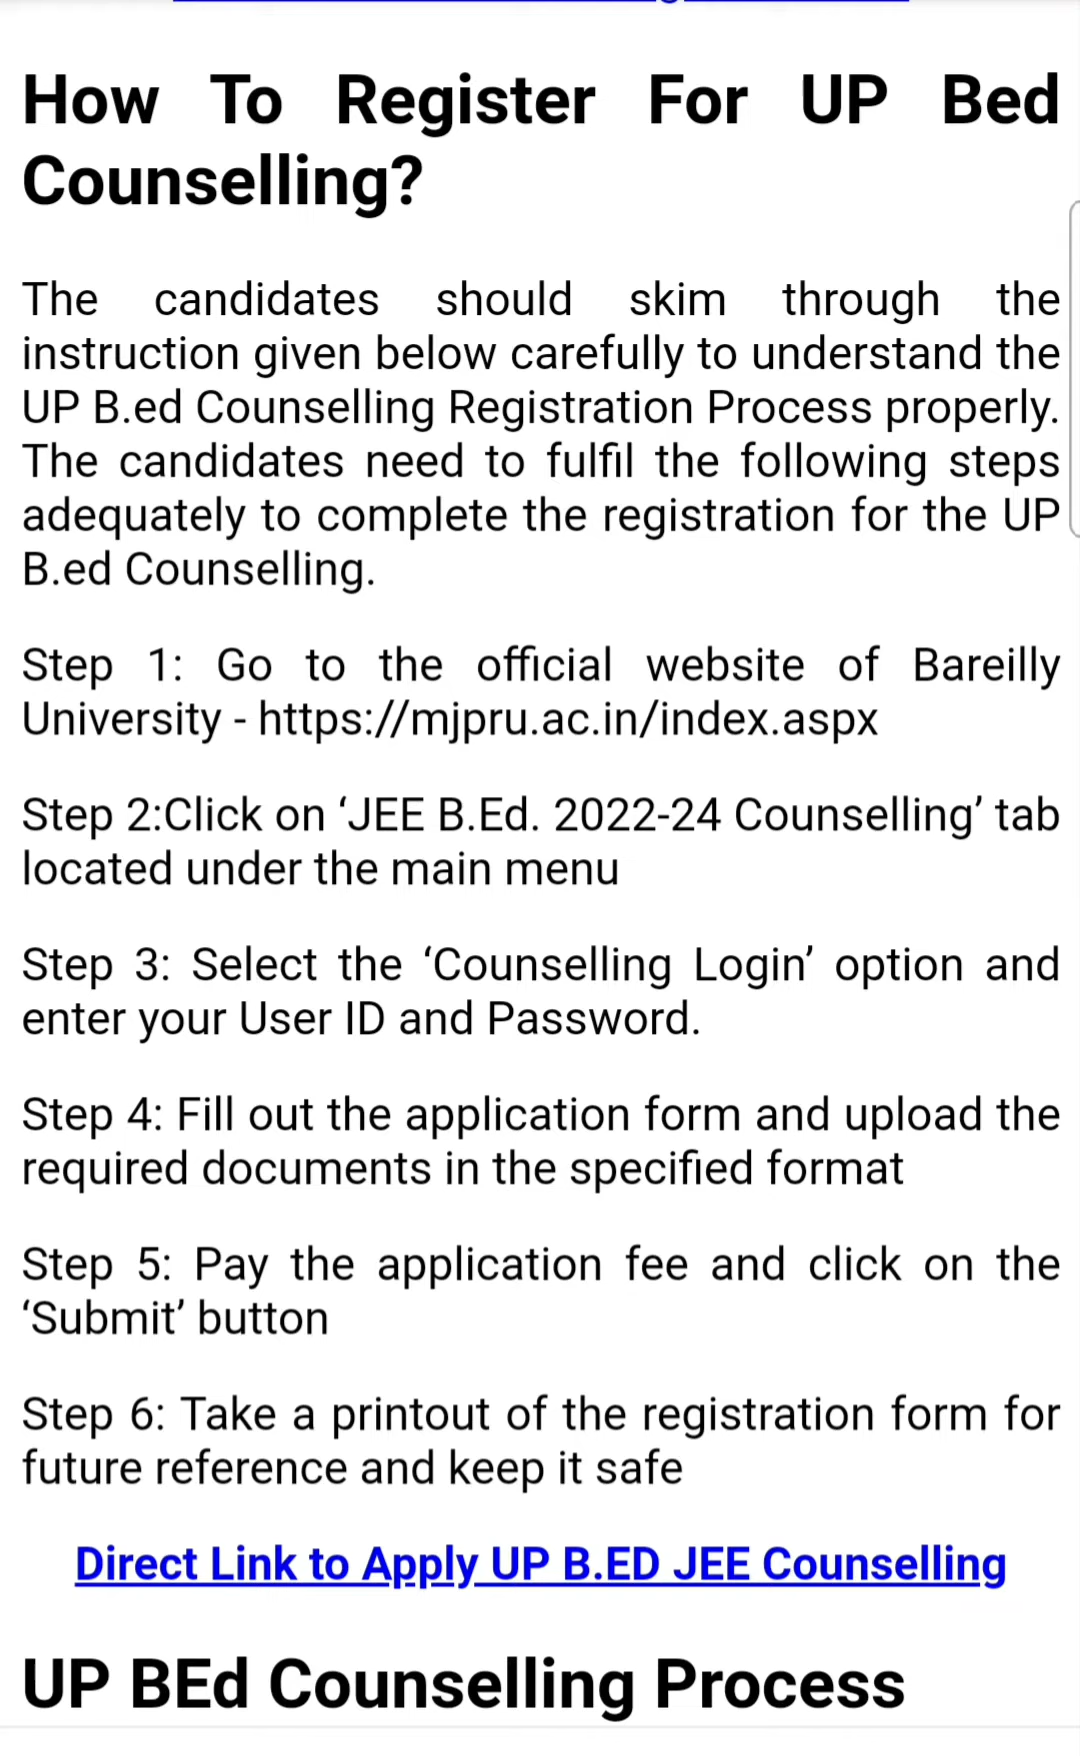 How To Register For UP Bed
Counselling?
The candidates should skim through the
instruction given below carefully to understand the
UP B.ed Counselling Registration Process properly.
The candidates need to fulfil the following steps
adequately to complete the registration for the UP
B.ed Counselling.
Step 1: Go to the official website of Bareilly
University - https://mjpru.ac.in/index.aspx
Step 2:Click on ‘JEE B.Ed. 2022-24 Counselling’ tab
located under the main menu
Step 3: Select the ‘Counselling Login’ option and
enter your User ID and Password.
Step 4: Fill out the application form and upload the
required documents in the specified format
Step 5: Pay the application fee and click on the
‘Submit’ button
Step 6: Take a printout of the registration form for
future reference and keep it safe
Direct Link to Apply UP B.ED JEE Counselling
UP BEd Counselling Process